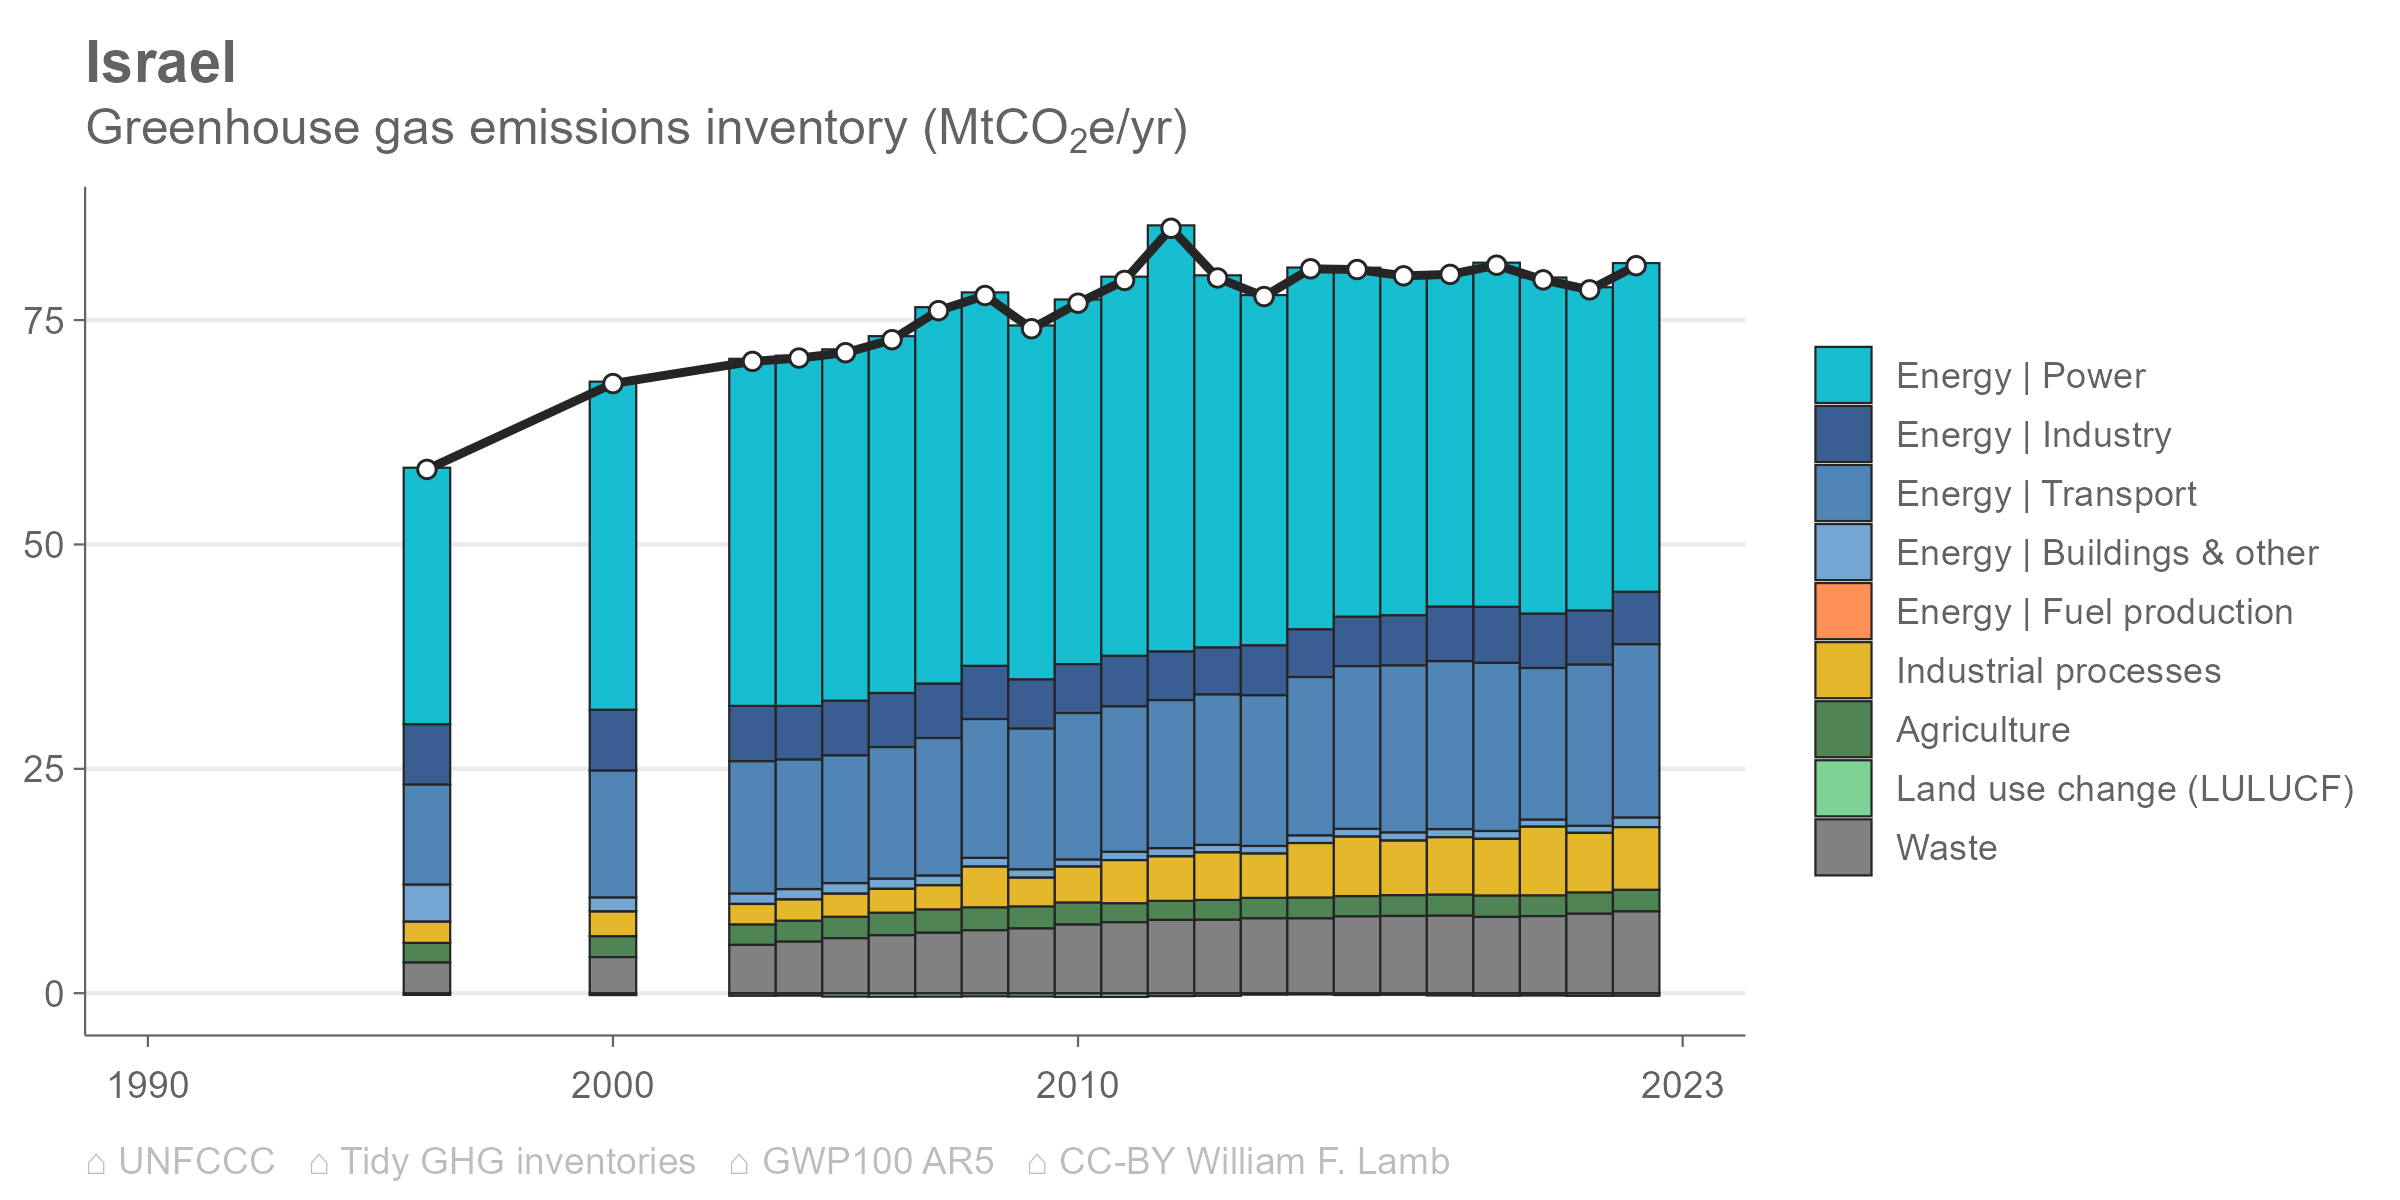 Israel
Greenhouse gas emissions inventory (MtCO₂e/yr)
75
50
25
0
1990
2000
2010
2023
Energy | Power
Energy | Industry
Energy | Transport
Energy | Buildings & other
Energy | Fuel production
Industrial processes
Agriculture
Land use change (LULUCF)
Waste
⌂ UNFCCC ⌂ Tidy GHG inventories ⌂ GWP100 AR5 ⌂ CC-BY William F. Lamb